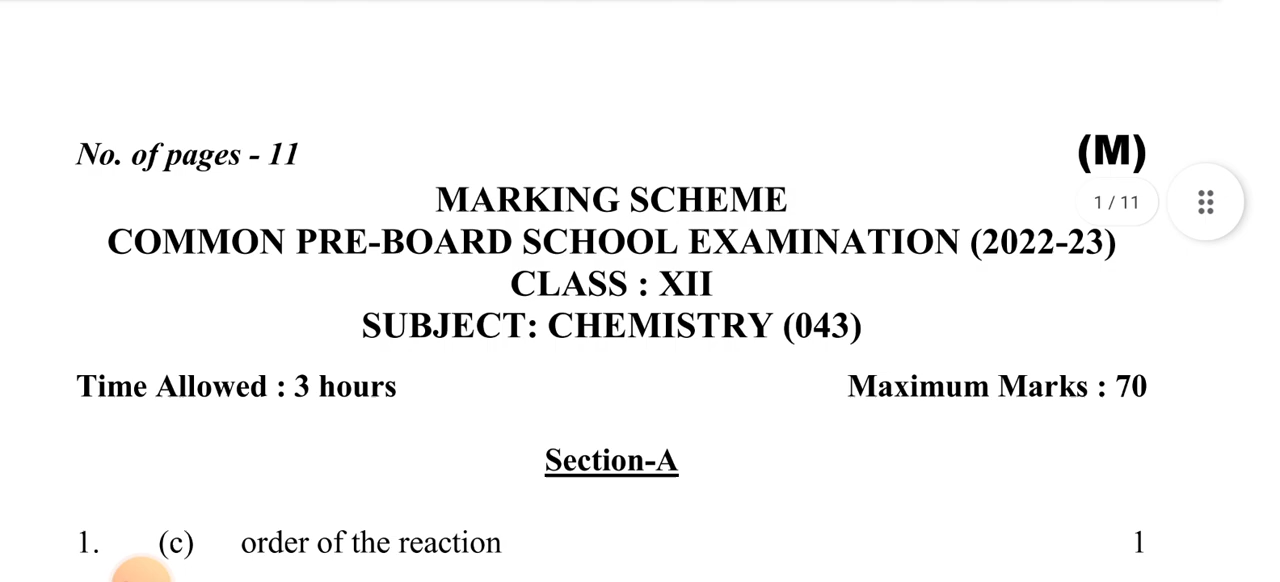 No. of pages - 11
(M)
MARKING SCHEME
1 / 11
COMMON PRE-BOARD SCHOOL EXAMINATION (2022-23)
CLASS : XII
SUBJECT: CHEMISTRY (043)
Time Allowed : 3 hours Maximum Marks : 70
Section-A
1. (c) order of the reaction 1